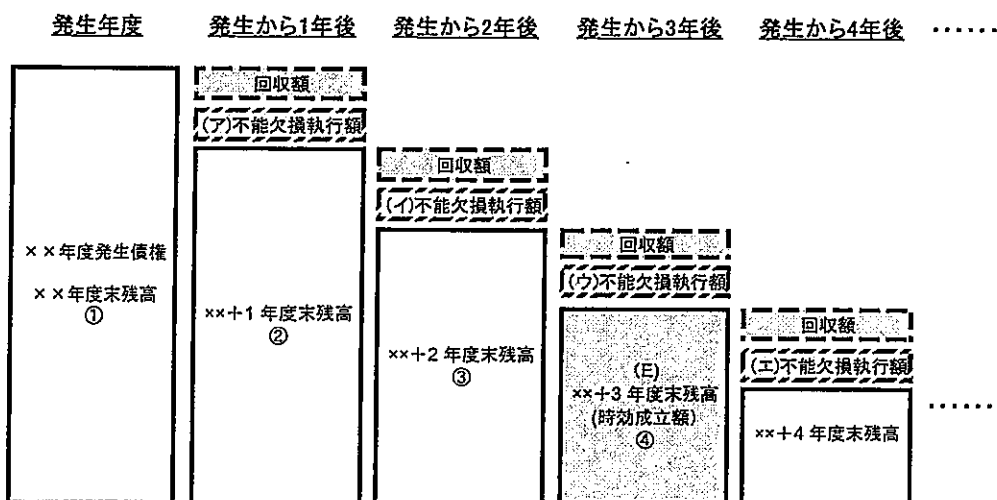 発生年度
発生から1年後
発生から2年後
発生から3年後
発生から4年後
‥‥‥
××年度発生債権
××年度末残高
①
回収額
(ア)不能欠損執行額
××+1 年度末残高
②
回収額
(イ)不能欠損執行額
××+2 年度末残高
③
回収額
(ウ)不能欠損執行額
(E)
××+3 年度末残高
(時効成立額)
④
回収額
(エ)不能欠損執行額
××+4 年度末残高
‥‥‥